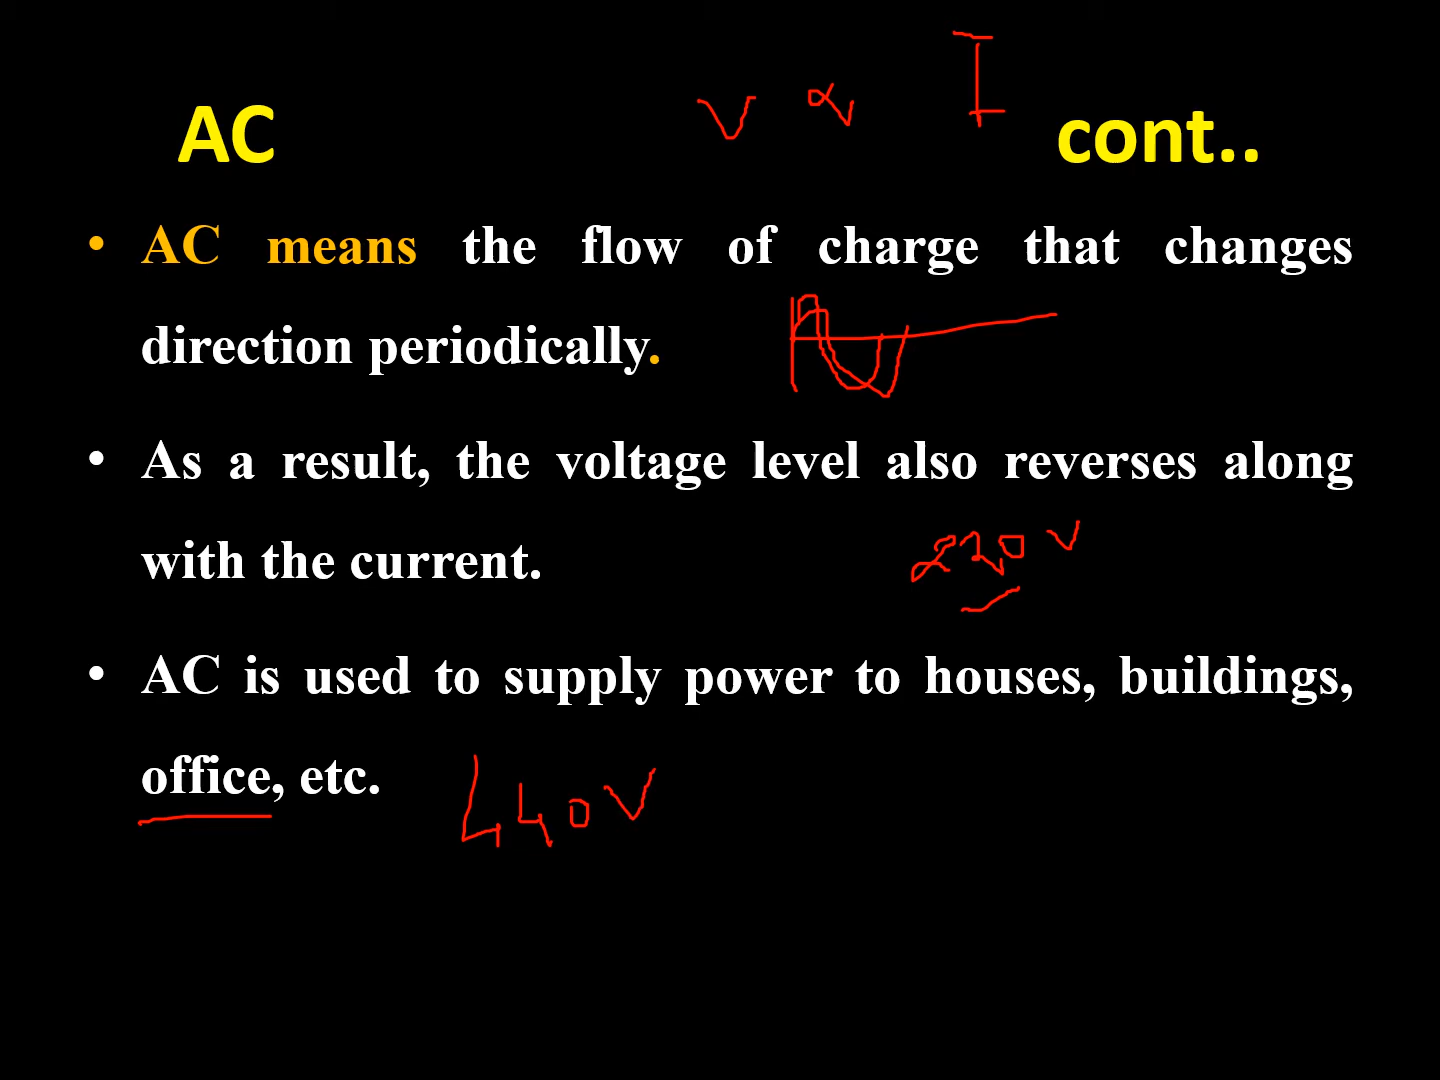 V ∝ I
AC cont..
• AC means the flow of charge that changes
direction periodically.
• As a result, the voltage level also reverses along
with the current.
220 V
• AC is used to supply power to houses, buildings,
office, etc.
440V